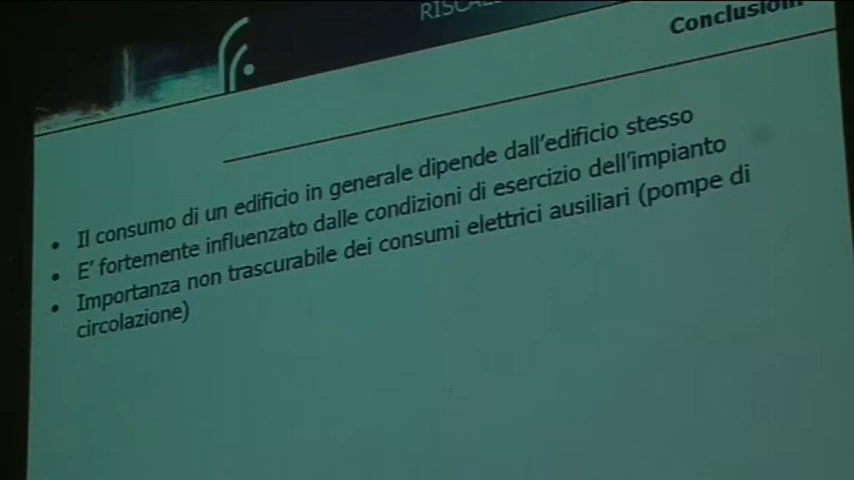 Conclusioni
• Il consumo di un edificio in generale dipende dall'edificio stesso
• E' fortemente influenzato dalle condizioni di esercizio dell'impianto
• Importanza non trascurabile dei consumi elettrici ausiliari (pompe di
circolazione)